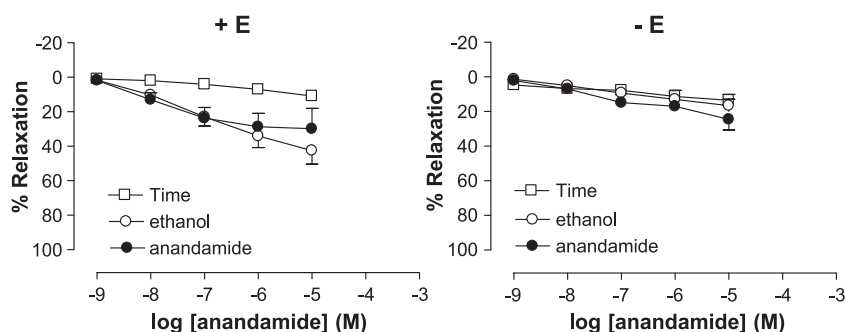 + E
-20
0
20
40
60
80
100
% Relaxation
Time
ethanol
anandamide
-9 -8 -7 -6 -5 -4 -3
log [anandamide] (M)
- E
-20
0
20
40
60
80
100
% Relaxation
Time
ethanol
anandamide
-9 -8 -7 -6 -5 -4 -3
log [anandamide] (M)